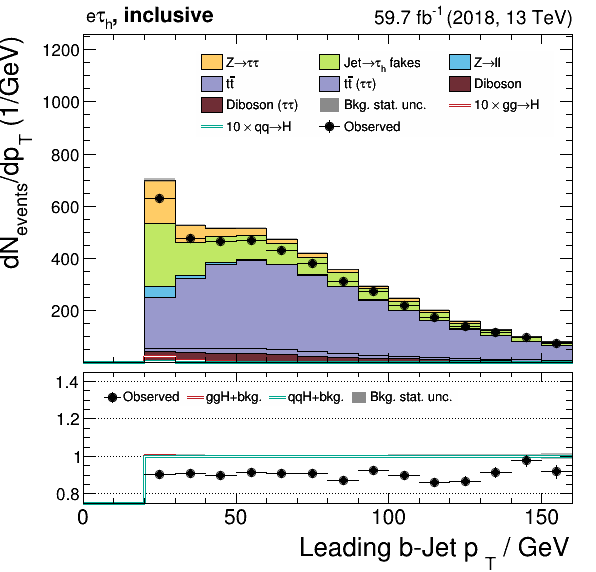 eτh, inclusive 59.7 fb⁻¹ (2018, 13 TeV)
dNevents/dpT (1/GeV)
1200
1000
800
600
400
200
Z→ττ Jet→τh fakes Z→ll
tt̄ tt̄ (ττ) Diboson
Diboson (ττ) Bkg. stat. unc. 10 × gg→H
10 × qq→H Observed
1.4
1.2
1
0.8
Observed ggH+bkg. qqH+bkg. Bkg. stat. unc.
0 50 100 150
Leading b-Jet pT / GeV